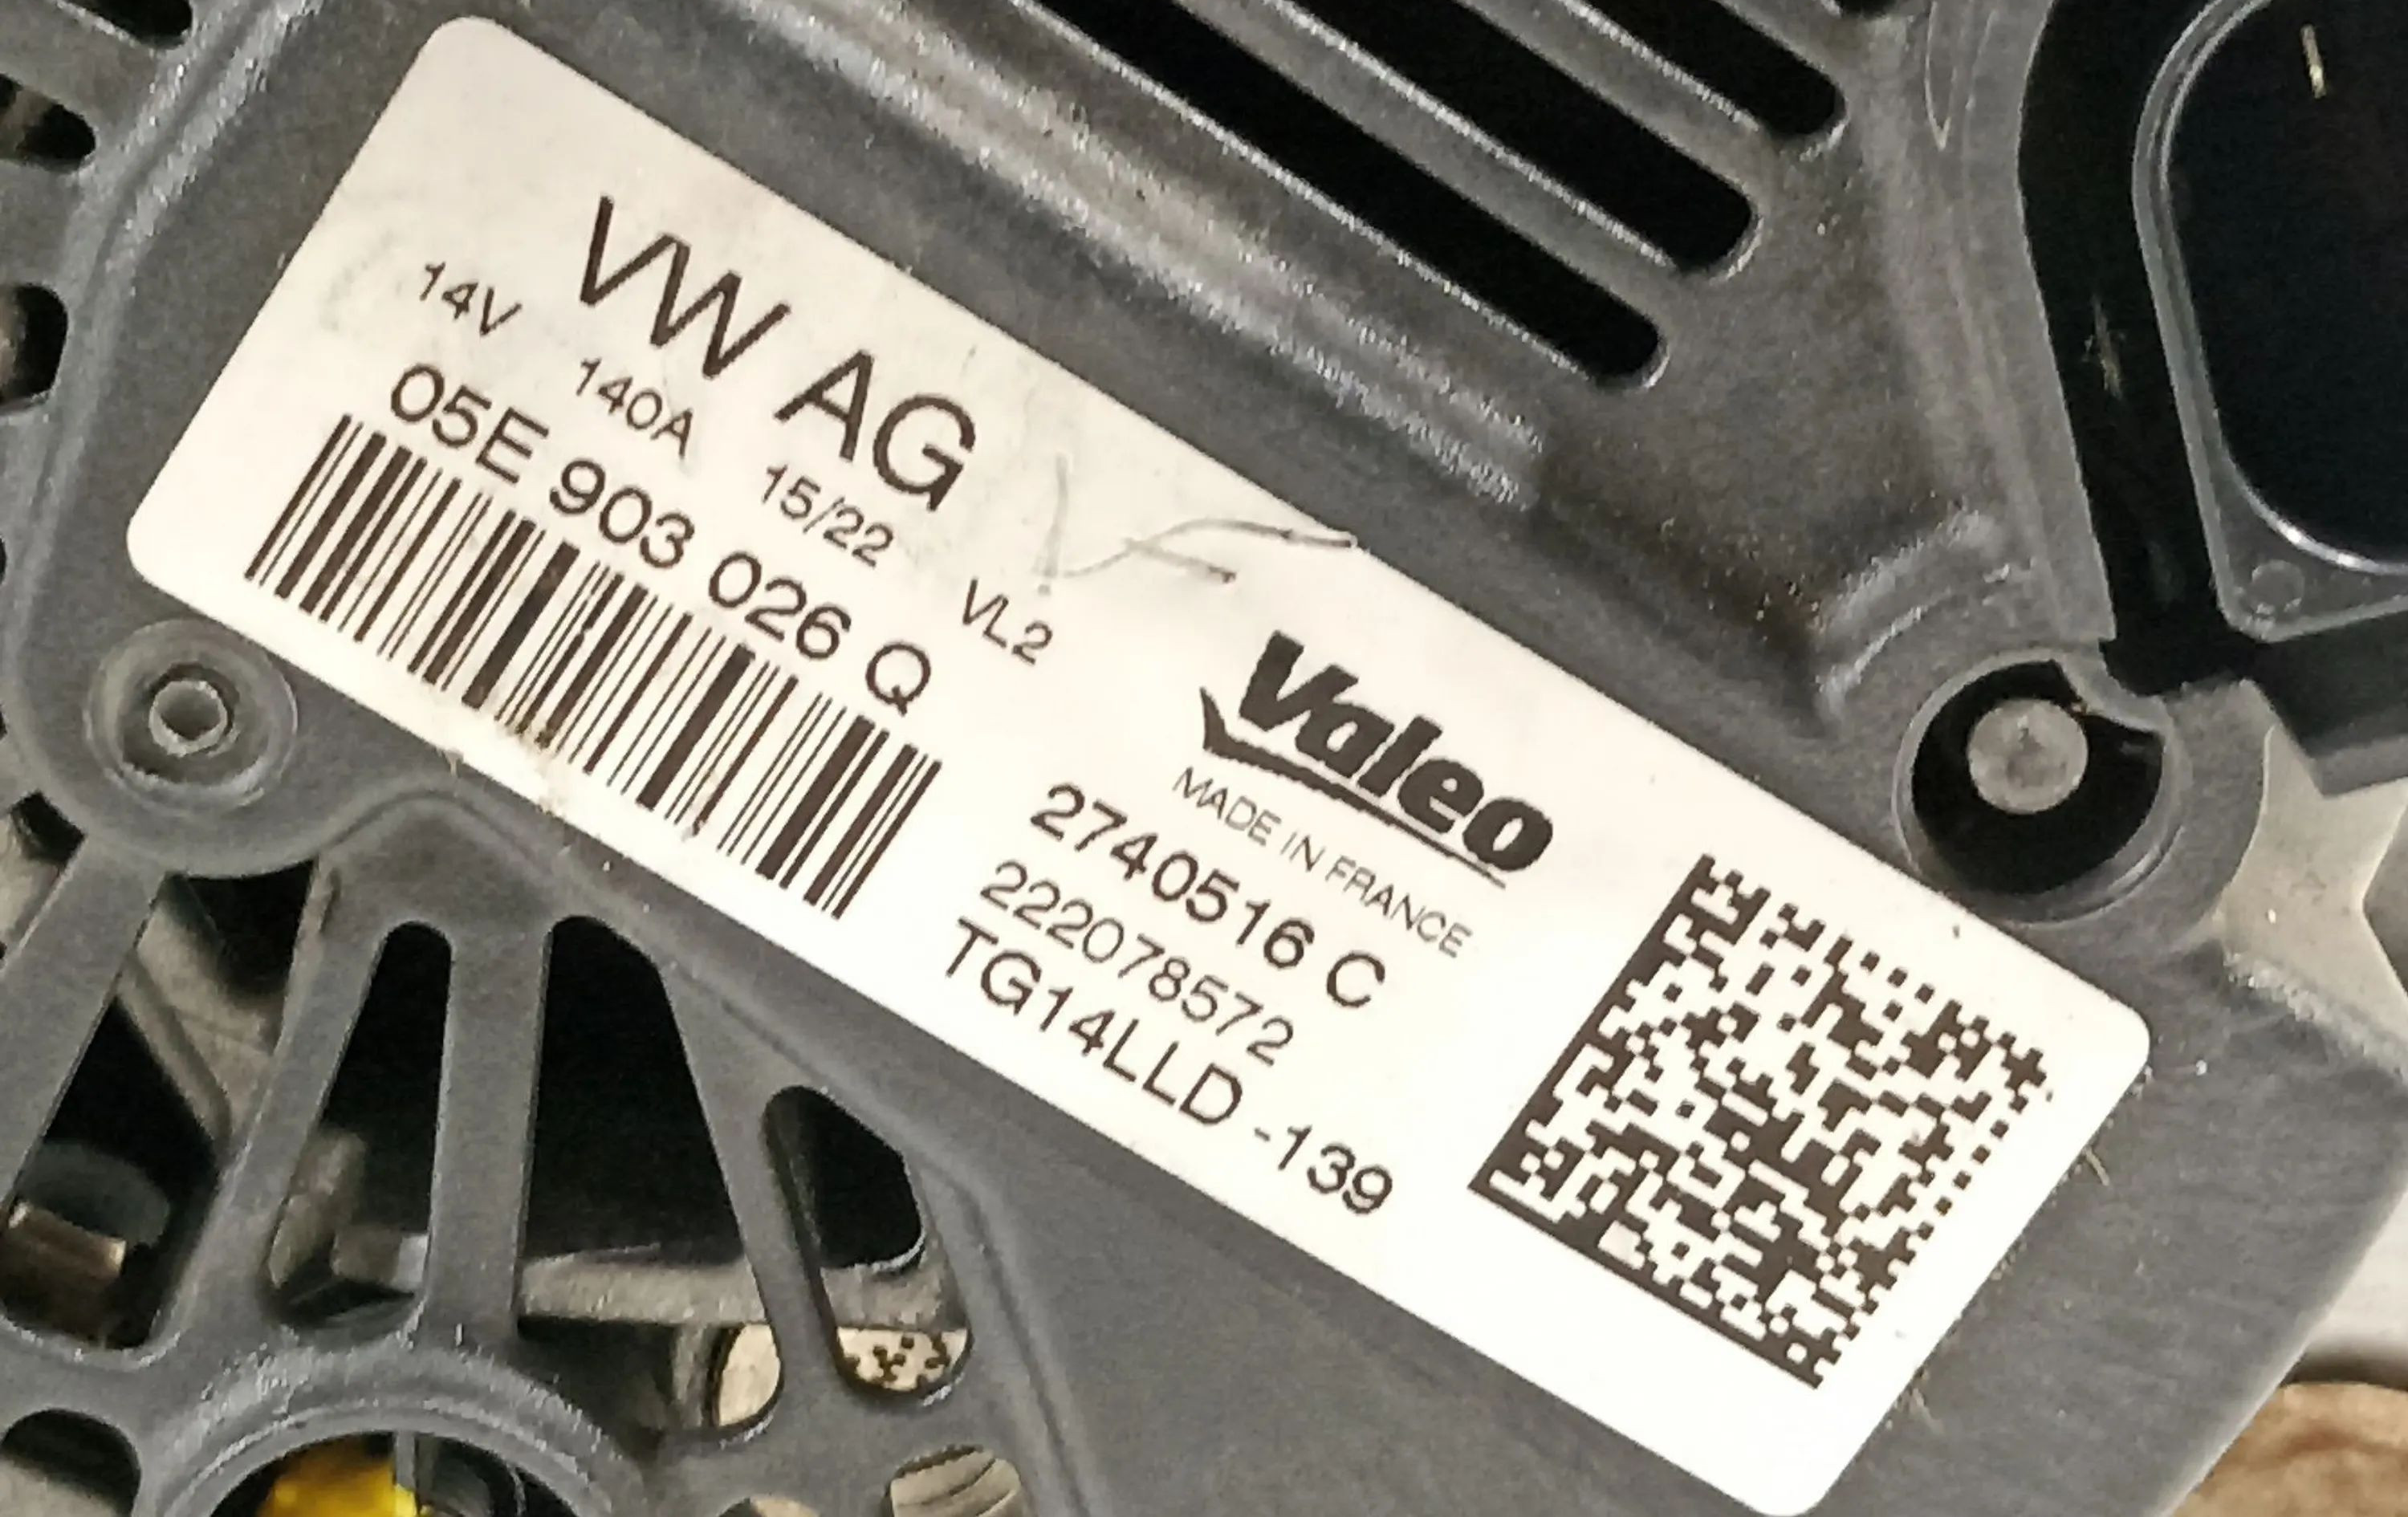 VW AG
14V 140A 15/22 VL2
05E 903 026 Q
Valeo
MADE IN FRANCE
2740516 C
222078572
TG14LLD -139